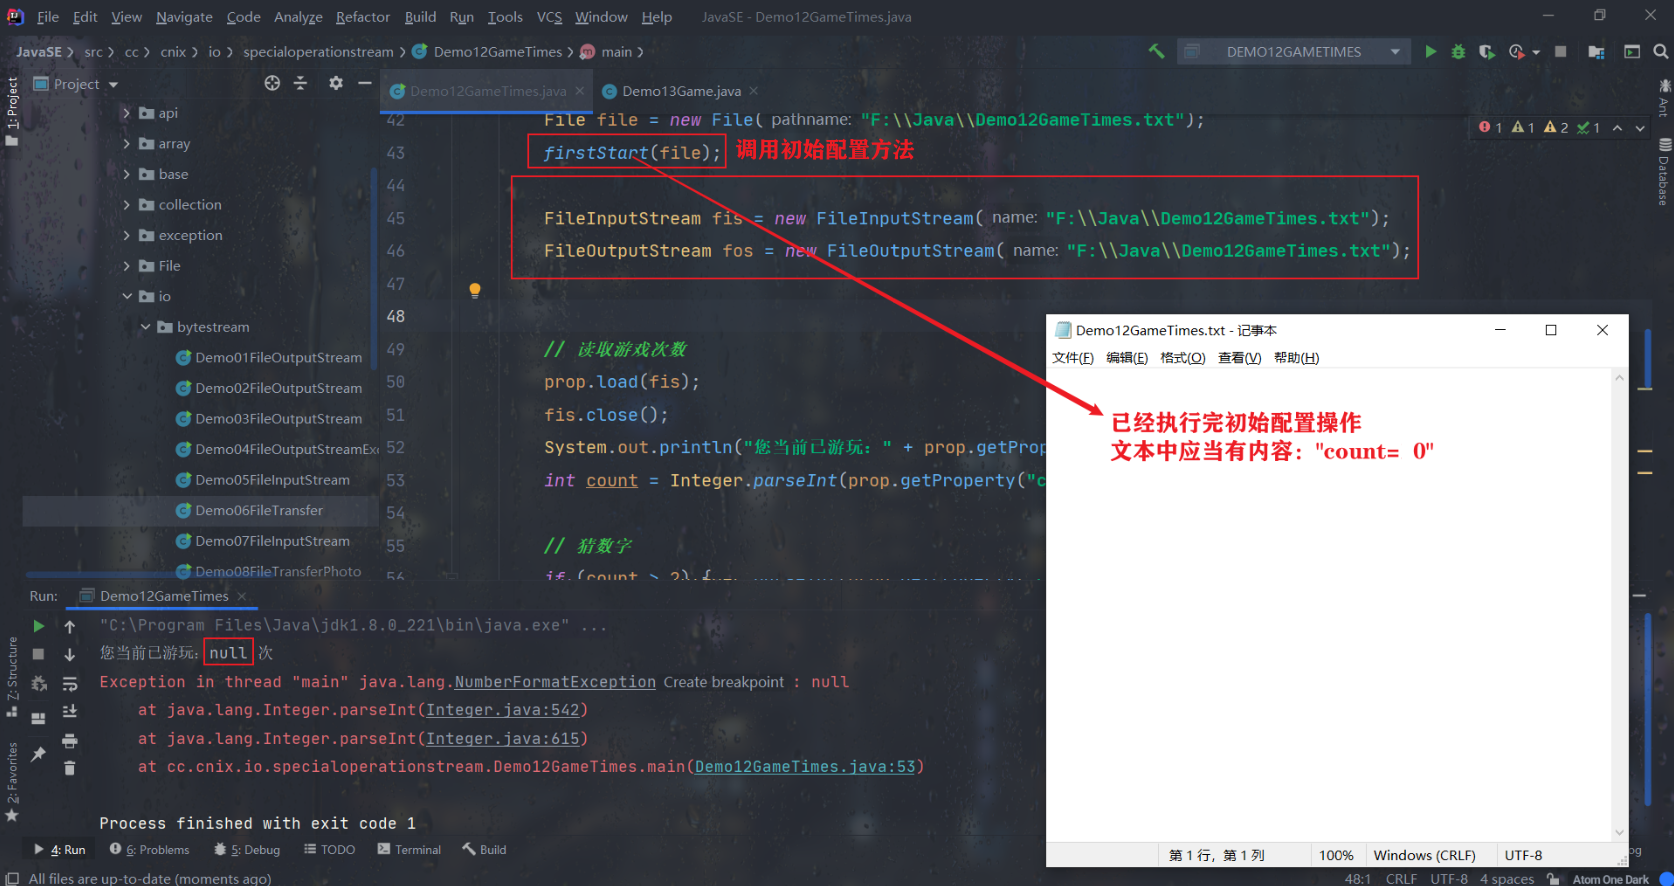 File Edit View Navigate Code Analyze Refactor Build Run Tools VCS Window Help JavaSE - Demo12GameTimes.java
JavaSE src cc cnix io specialoperationstream Demo12GameTimes main DEMO12GAMETIMES
Project
Demo12GameTimes.java
Demo13Game.java
1: Project
Ant
Database
api
array
base
collection
exception
File
io
bytestream
Demo01FileOutputStream
Demo02FileOutputStream
Demo03FileOutputStream
Demo04FileOutputStreamExc
Demo05FileInputStream
Demo06FileTransfer
Demo07FileInputStream
Demo08FileTransferPhoto
42 File file = new File( pathname: "F:\\Java\\Demo12GameTimes.txt");
1 1 2 1
43 firstStart(file); 调用初始配置方法
44
45 FileInputStream fis = new FileInputStream( name: "F:\\Java\\Demo12GameTimes.txt");
46 FileOutputStream fos = new FileOutputStream( name: "F:\\Java\\Demo12GameTimes.txt");
47
48
49 // 读取游戏次数
50 prop.load(fis);
51 fis.close();
52 System.out.println("您当前已游玩：" + prop.getProp
53 int count = Integer.parseInt(prop.getProperty("c
54
55 // 猜数字
56 if (count > 2) {
Demo12GameTimes.txt - 记事本
文件(F) 编辑(E) 格式(O) 查看(V) 帮助(H)
已经执行完初始配置操作
文本中应当有内容："count= 0"
第 1 行，第 1 列 100% Windows (CRLF) UTF-8
Run: Demo12GameTimes
"C:\Program Files\Java\jdk1.8.0_221\bin\java.exe" ...
您当前已游玩：null 次
Exception in thread "main" java.lang.NumberFormatException Create breakpoint : null
at java.lang.Integer.parseInt(Integer.java:542)
at java.lang.Integer.parseInt(Integer.java:615)
at cc.cnix.io.specialoperationstream.Demo12GameTimes.main(Demo12GameTimes.java:53)
Process finished with exit code 1
7: Structure
2: Favorites
4: Run 6: Problems 5: Debug TODO Terminal Build
og
All files are up-to-date (moments ago)
48:1 CRLF UTF-8 4 spaces Atom One Dark